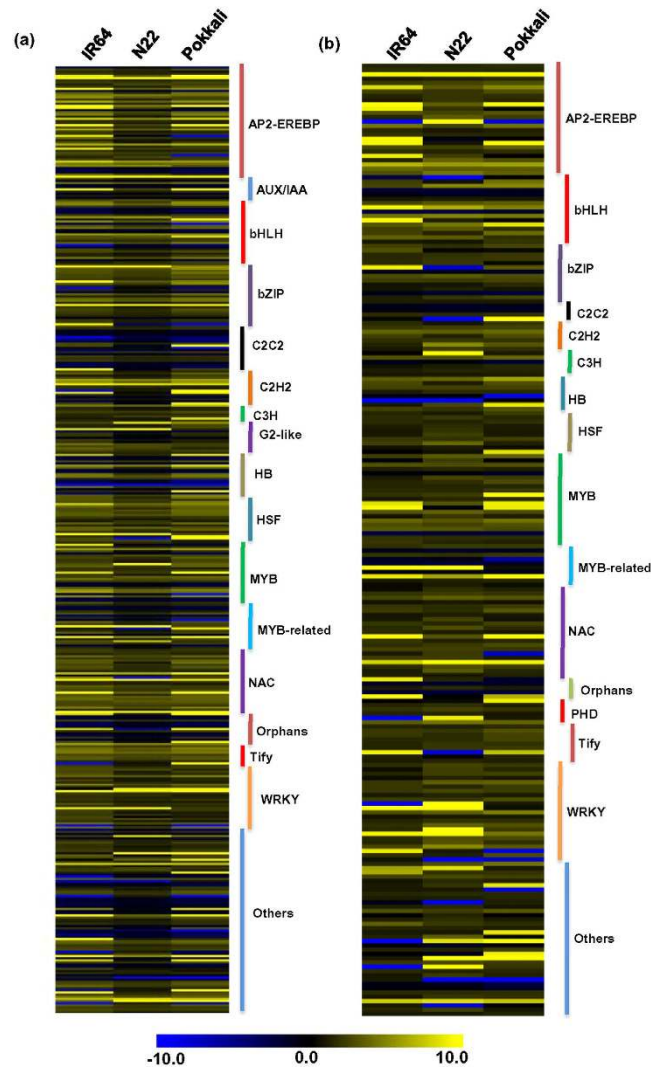 (a)
IR64
N22
Pokkali
AP2-EREBP
AUX/IAA
bHLH
bZIP
C2C2
C2H2
C3H
G2-like
HB
HSF
MYB
MYB-related
NAC
Orphans
Tify
WRKY
Others
(b)
IR64
N22
Pokkali
AP2-EREBP
bHLH
bZIP
C2C2
C2H2
C3H
HB
HSF
MYB
MYB-related
NAC
Orphans
PHD
Tify
WRKY
Others
-10.0
0.0
10.0